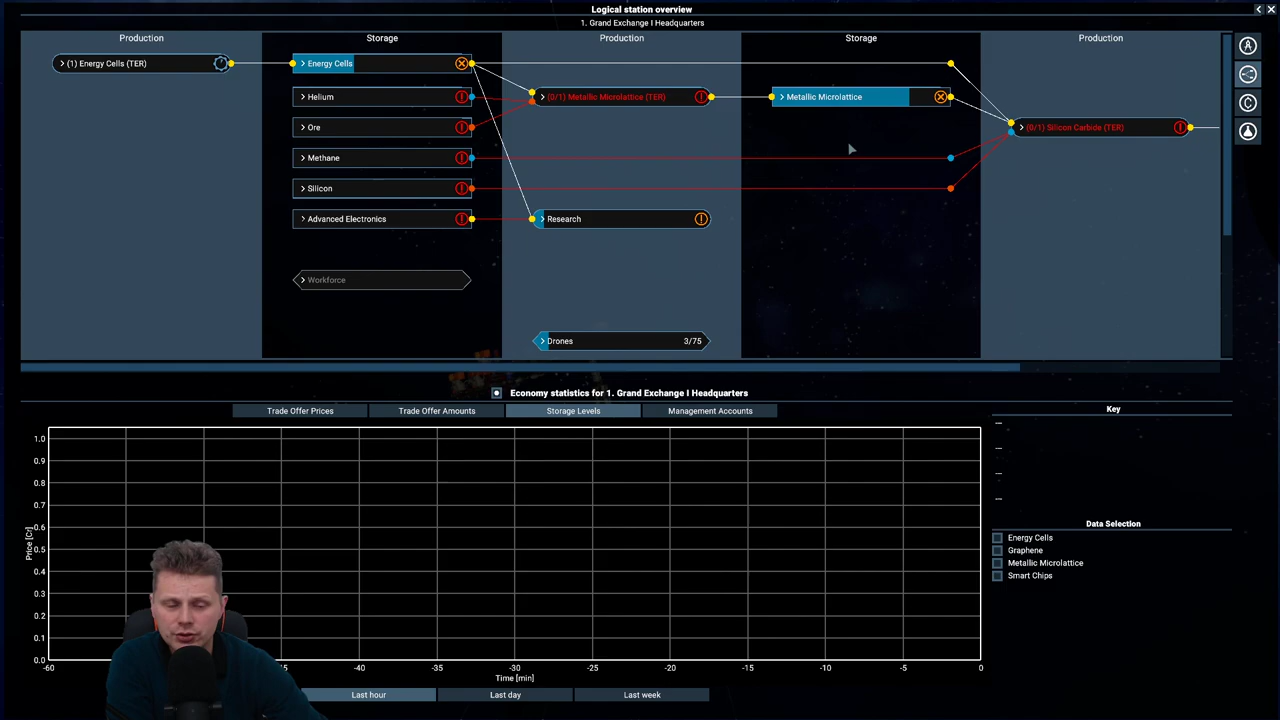 Logical station overview
1. Grand Exchange I Headquarters
Production
Storage
Production
Storage
Production
(1) Energy Cells (TER)
Energy Cells
Helium
(0/1) Metallic Microlattice (TER)
Metallic Microlattice
Ore
(0/1) Silicon Carbide (TER)
Methane
Silicon
Advanced Electronics
Research
Workforce
Drones 3/75
Economy statistics for 1. Grand Exchange I Headquarters
Trade Offer Prices
Trade Offer Amounts
Storage Levels
Management Accounts
Key
1.0
0.9
0.8
0.7
0.6
0.5
0.4
0.3
0.2
0.1
0.0
Price [Cr]
-60
-35
-30
-25
-20
-15
-10
-5
0
Time [min]
Data Selection
Energy Cells
Graphene
Metallic Microlattice
Smart Chips
Last hour
Last day
Last week